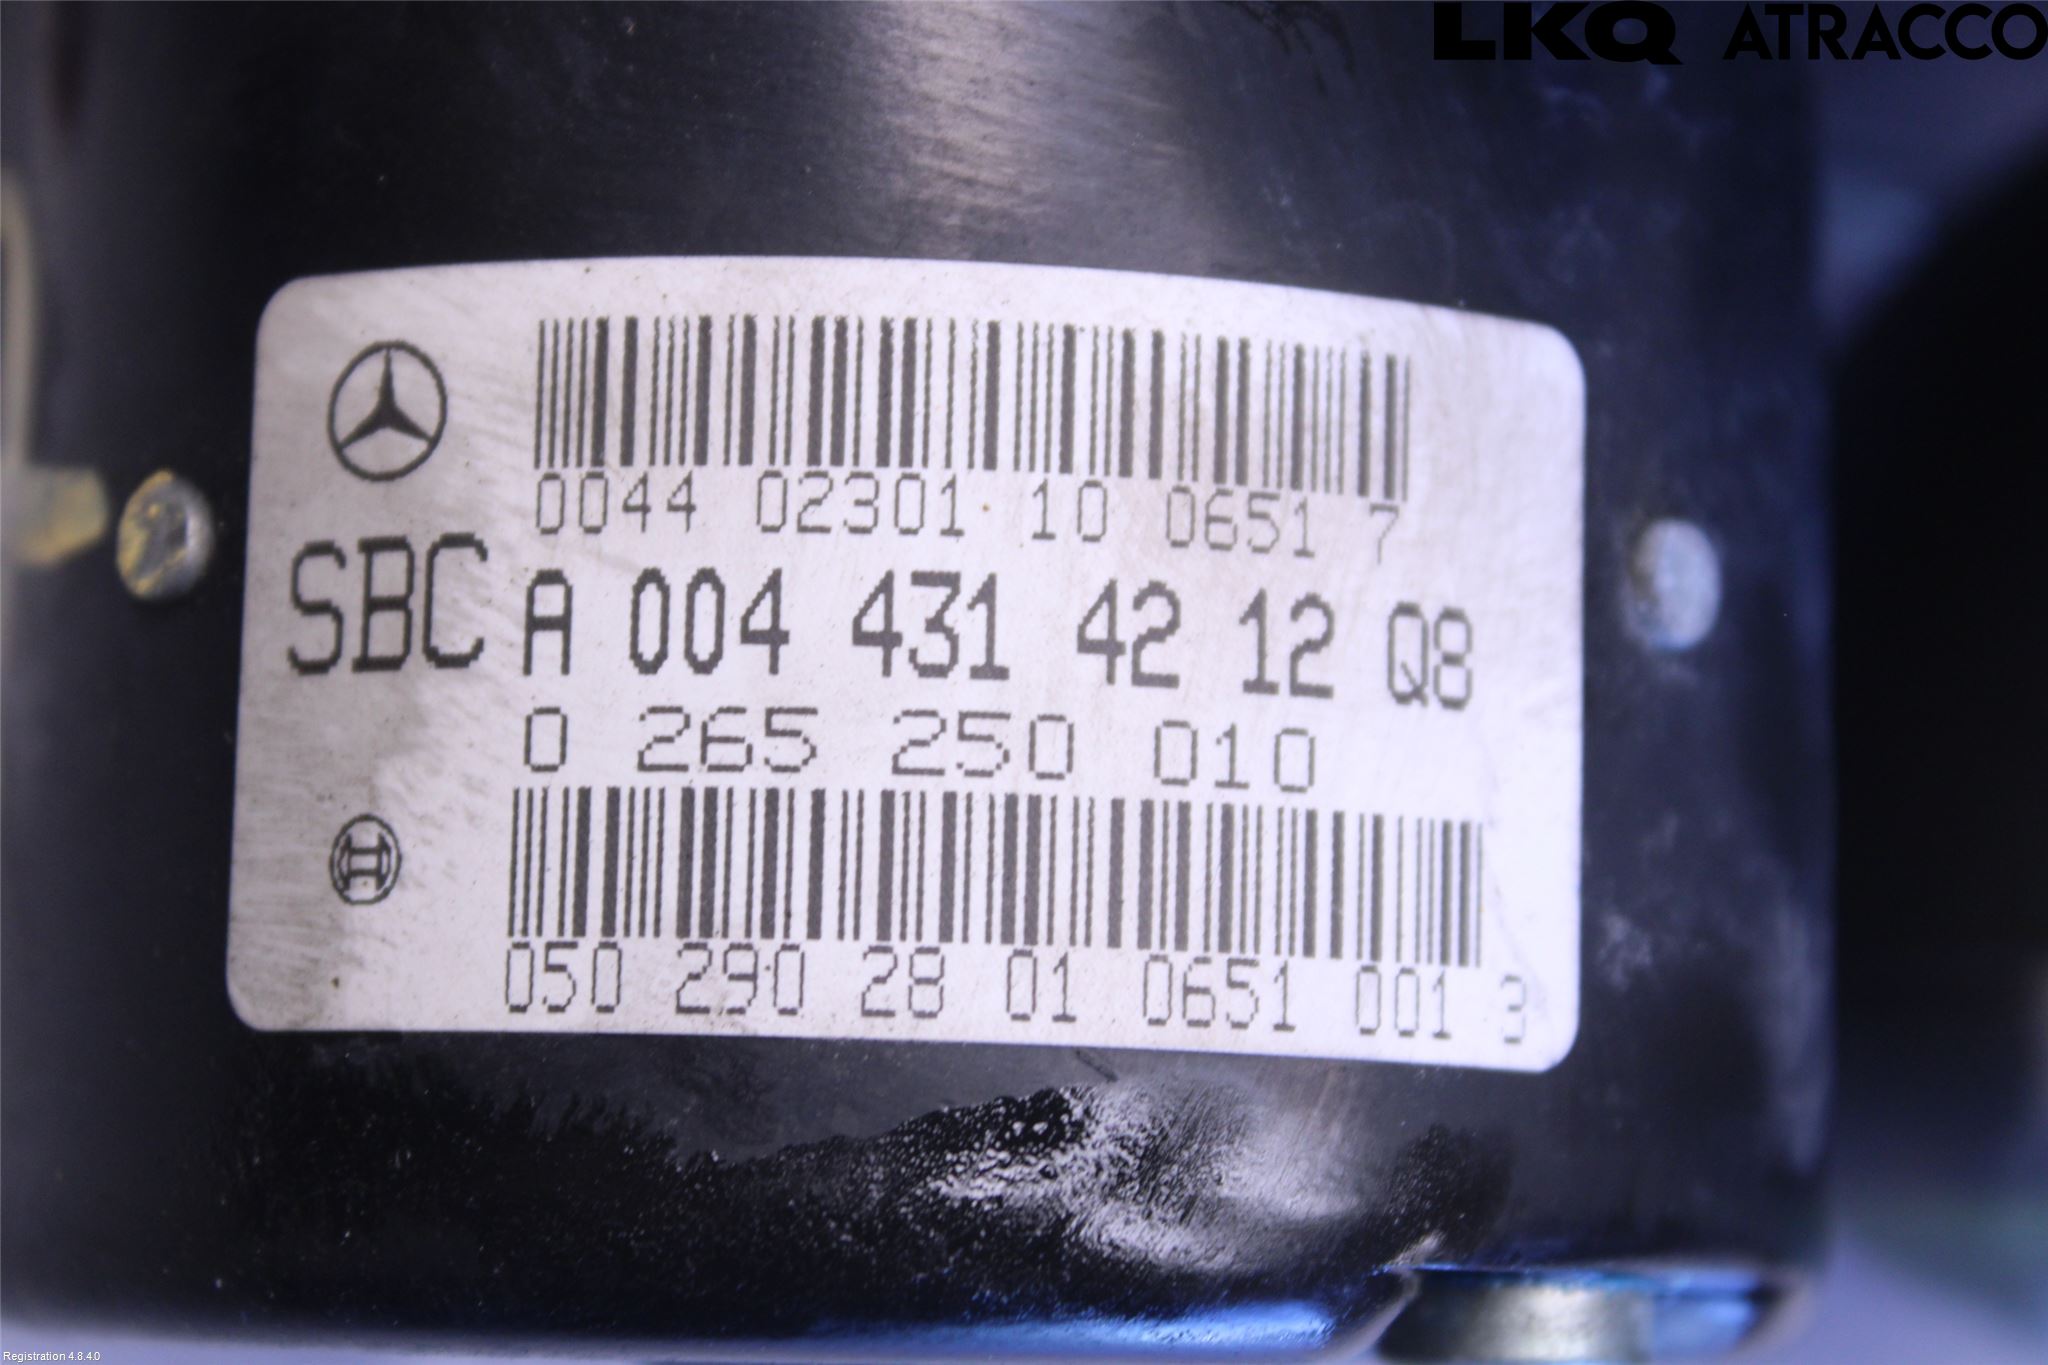 LKQ ATRACCO
0044 02301 10 0651 7
SBC A 004 431 42 12 Q8
0 265 250 010
050 290 28 01 0651 001 3
Registration 4.8.4.0